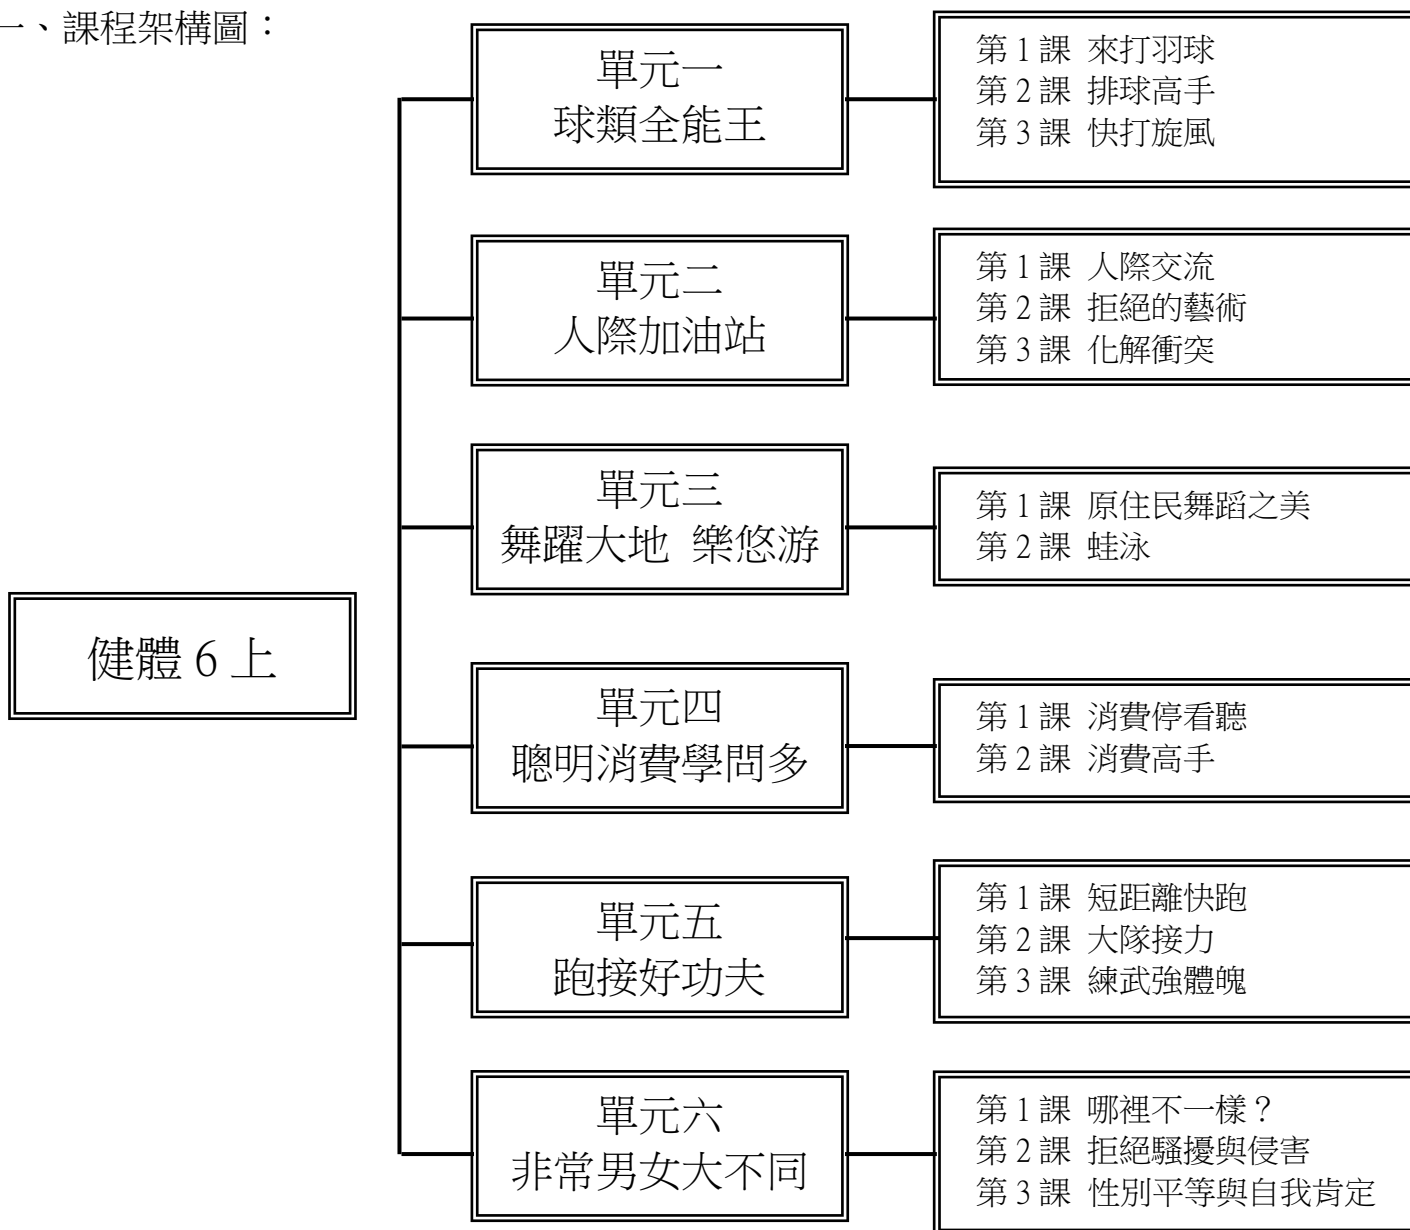 一、課程架構圖：
單元一
球類全能王
第 1 課 來打羽球
第 2 課 排球高手
第 3 課 快打旋風
單元二
人際加油站
第 1 課 人際交流
第 2 課 拒絕的藝術
第 3 課 化解衝突
單元三
舞躍大地 樂悠游
第 1 課 原住民舞蹈之美
第 2 課 蛙泳
健體 6 上
單元四
聰明消費學問多
第 1 課 消費停看聽
第 2 課 消費高手
單元五
跑接好功夫
第 1 課 短距離快跑
第 2 課 大隊接力
第 3 課 練武強體魄
單元六
非常男女大不同
第 1 課 哪裡不一樣？
第 2 課 拒絕騷擾與侵害
第 3 課 性別平等與自我肯定